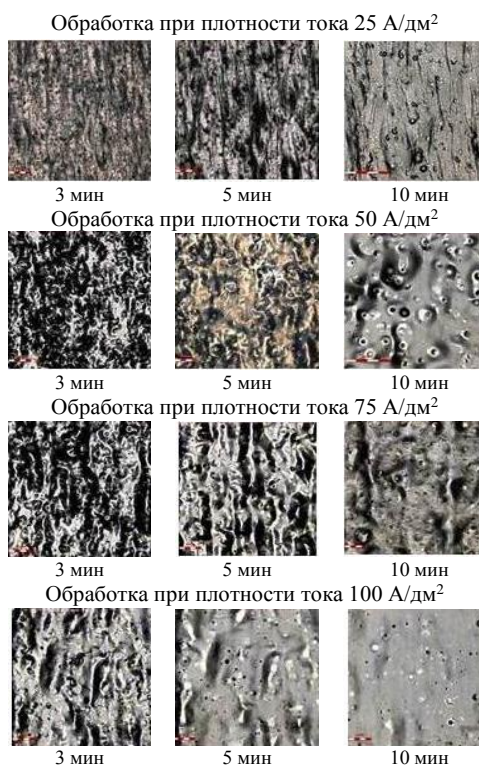 Обработка при плотности тока 25 А/дм²
3 мин 5 мин 10 мин
Обработка при плотности тока 50 А/дм²
3 мин 5 мин 10 мин
Обработка при плотности тока 75 А/дм²
3 мин 5 мин 10 мин
Обработка при плотности тока 100 А/дм²
3 мин 5 мин 10 мин